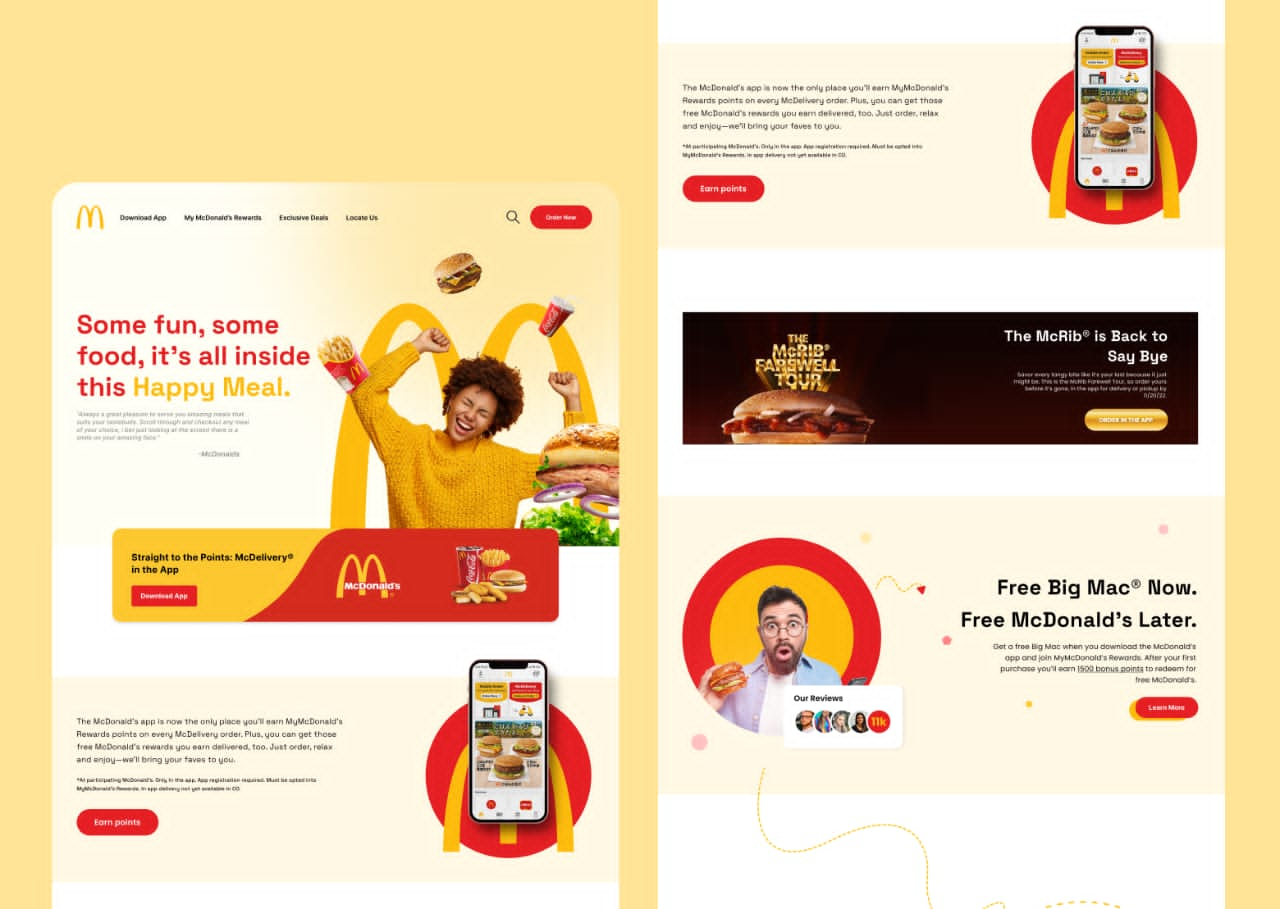 Download App
My McDonald's Rewards
Exclusive Deals
Locate Us
Order Now
Some fun, some
food, it's all inside
this Happy Meal.
"Always a great pleasure to serve you amazing meals that
suits your tastebuds. Scroll through and checkout any meal
of your choice, i bet just looking at the screen there is a
smile on your amazing face."
-McDonalds
Straight to the Points: McDelivery®
in the App
Download App
McDonald's
Coca-Cola
The McDonald's app is now the only place you'll earn MyMcDonald's
Rewards points on every McDelivery order. Plus, you can get those
free McDonald's rewards you earn delivered, too. Just order, relax
and enjoy—we'll bring your faves to you.
*At participating McDonald's. Only in the app. App registration required. Must be opted into
MyMcDonald's Rewards. In app delivery not yet available in CO.
Earn points
The McDonald's app is now the only place you'll earn MyMcDonald's
Rewards points on every McDelivery order. Plus, you can get those
free McDonald's rewards you earn delivered, too. Just order, relax
and enjoy—we'll bring your faves to you.
*At participating McDonald's. Only in the app. App registration required. Must be opted into
MyMcDonald's Rewards. In app delivery not yet available in CO.
Earn points
THE
McRIB®
FAREWELL
TOUR
The McRib® is Back to
Say Bye
Savor every tangy bite like it's your last because it just
might be. This is the McRib Farewell Tour, so order yours
before it's gone. In the app for delivery or pickup by
11/20/22.
ORDER IN THE APP
Free Big Mac® Now.
Free McDonald's Later.
Get a free Big Mac when you download the McDonald's
app and join MyMcDonald's Rewards. After your first
purchase you'll earn 1500 bonus points to redeem for
free McDonald's.
Learn More
Our Reviews
11k